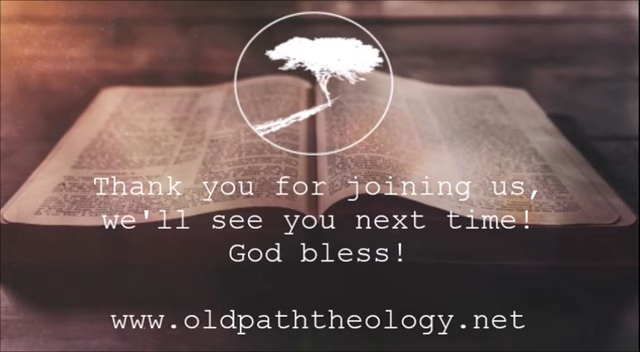 Thank you for joining us,
we'll see you next time!
God bless!
www.oldpaththeology.net